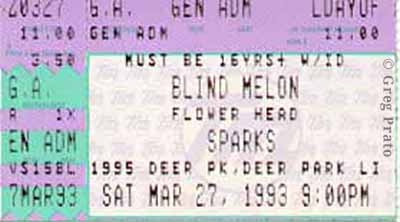 20327 G.A. GEN ADM LDAYOF
11.00 GEN ADM 11.00
3.50 MUST BE 16YRS+ W/ID
G.A. BLIND MELON
A 1X FLOWER HEAD
EN ADM SPARKS
VS15BL 1995 DEER PK,DEER PARK LI
7MAR93 SAT MAR 27, 1993 9:00PM
© Greg Prato